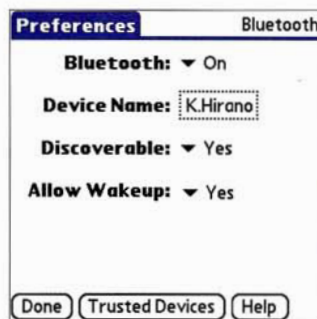 Preferences Bluetooth
Bluetooth: On
Device Name: K.Hirano
Discoverable: Yes
Allow Wakeup: Yes
Done Trusted Devices Help